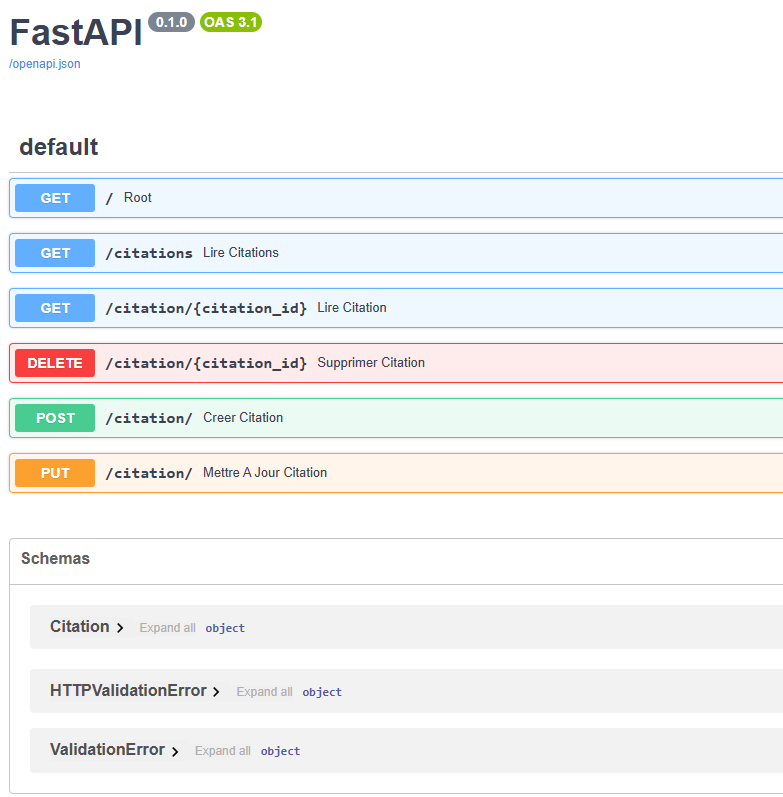 FastAPI 0.1.0 OAS 3.1
/openapi.json
default
GET / Root
GET /citations Lire Citations
GET /citation/{citation_id} Lire Citation
DELETE /citation/{citation_id} Supprimer Citation
POST /citation/ Creer Citation
PUT /citation/ Mettre A Jour Citation
Schemas
Citation Expand all object
HTTPValidationError Expand all object
ValidationError Expand all object